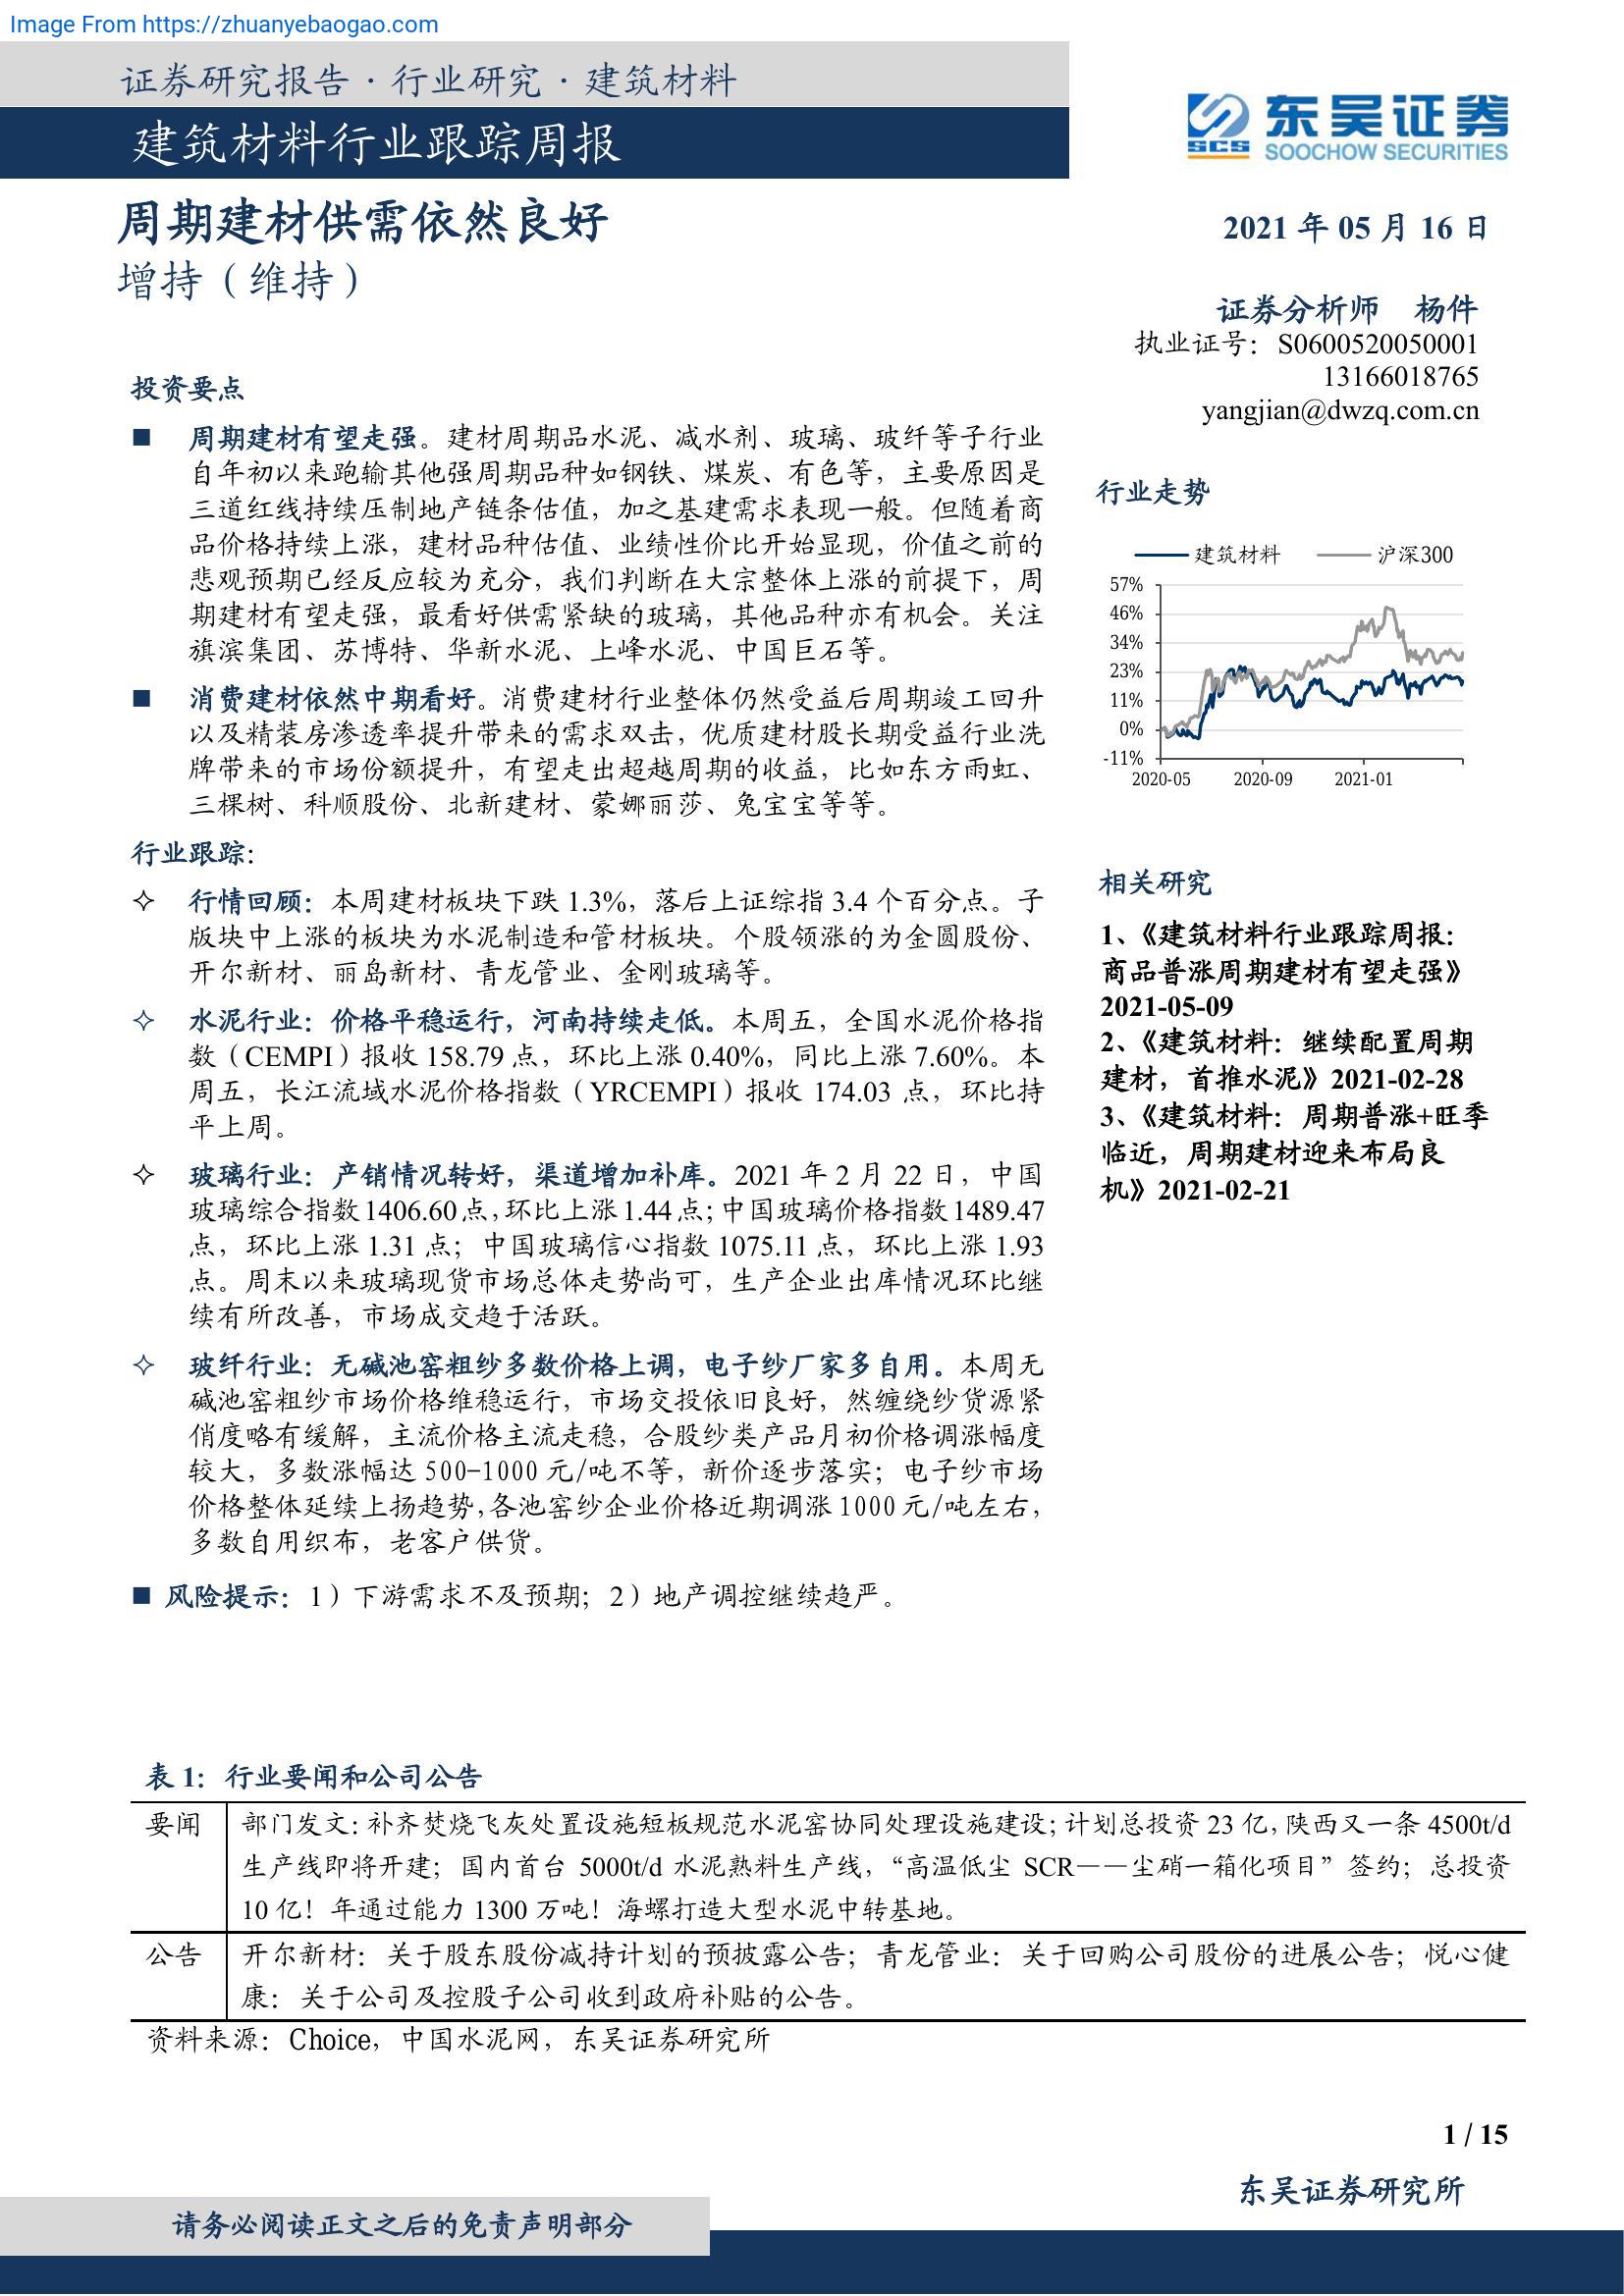 Image From https://zhuanyebaogao.com
证券研究报告·行业研究·建筑材料
建筑材料行业跟踪周报
周期建材供需依然良好
增持（维持）
投资要点
■ 周期建材有望走强。建材周期品水泥、减水剂、玻璃、玻纤等子行业
自年初以来跑输其他强周期品种如钢铁、煤炭、有色等，主要原因是
三道红线持续压制地产链条估值，加之基建需求表现一般。但随着商
品价格持续上涨，建材品种估值、业绩性价比开始显现，价值之前的
悲观预期已经反应较为充分，我们判断在大宗整体上涨的前提下，周
期建材有望走强，最看好供需紧缺的玻璃，其他品种亦有机会。关注
旗滨集团、苏博特、华新水泥、上峰水泥、中国巨石等。
■ 消费建材依然中期看好。消费建材行业整体仍然受益后周期竣工回升
以及精装房渗透率提升带来的需求双击，优质建材股长期受益行业洗
牌带来的市场份额提升，有望走出超越周期的收益，比如东方雨虹、
三棵树、科顺股份、北新建材、蒙娜丽莎、兔宝宝等等。
行业跟踪：
✧ 行情回顾：本周建材板块下跌 1.3%，落后上证综指 3.4 个百分点。子
版块中上涨的板块为水泥制造和管材板块。个股领涨的为金圆股份、
开尔新材、丽岛新材、青龙管业、金刚玻璃等。
✧ 水泥行业：价格平稳运行，河南持续走低。本周五，全国水泥价格指
数（CEMPI）报收 158.79 点，环比上涨 0.40%，同比上涨 7.60%。本
周五，长江流域水泥价格指数（YRCEMPI）报收 174.03 点，环比持
平上周。
✧ 玻璃行业：产销情况转好，渠道增加补库。2021 年 2 月 22 日，中国
玻璃综合指数 1406.60 点，环比上涨 1.44 点；中国玻璃价格指数 1489.47
点，环比上涨 1.31 点；中国玻璃信心指数 1075.11 点，环比上涨 1.93
点。周末以来玻璃现货市场总体走势尚可，生产企业出库情况环比继
续有所改善，市场成交趋于活跃。
✧ 玻纤行业：无碱池窑粗纱多数价格上调，电子纱厂家多自用。本周无
碱池窑粗纱市场价格维稳运行，市场交投依旧良好，然缠绕纱货源紧
俏度略有缓解，主流价格主流走稳，合股纱类产品月初价格调涨幅度
较大，多数涨幅达 500-1000 元/吨不等，新价逐步落实；电子纱市场
价格整体延续上扬趋势，各池窑纱企业价格近期调涨 1000 元/吨左右，
多数自用织布，老客户供货。
■ 风险提示：1）下游需求不及预期；2）地产调控继续趋严。
SCS 东吴证券
SOOCHOW SECURITIES
2021 年 05 月 16 日
证券分析师 杨件
执业证号：S0600520050001
13166018765
yangjian@dwzq.com.cn
行业走势
建筑材料 沪深300
57%
46%
34%
23%
11%
0%
-11%
2020-05 2020-09 2021-01
相关研究
1、《建筑材料行业跟踪周报：
商品普涨周期建材有望走强》
2021-05-09
2、《建筑材料：继续配置周期
建材，首推水泥》2021-02-28
3、《建筑材料：周期普涨+旺季
临近，周期建材迎来布局良
机》2021-02-21
表 1：行业要闻和公司公告
要闻 部门发文：补齐焚烧飞灰处置设施短板规范水泥窑协同处理设施建设；计划总投资 23 亿，陕西又一条 4500t/d
生产线即将开建；国内首台 5000t/d 水泥熟料生产线，“高温低尘 SCR——尘硝一箱化项目”签约；总投资
10 亿！年通过能力 1300 万吨！海螺打造大型水泥中转基地。
公告 开尔新材：关于股东股份减持计划的预披露公告；青龙管业：关于回购公司股份的进展公告；悦心健
康：关于公司及控股子公司收到政府补贴的公告。
资料来源：Choice，中国水泥网，东吴证券研究所
1 / 15
东吴证券研究所
请务必阅读正文之后的免责声明部分